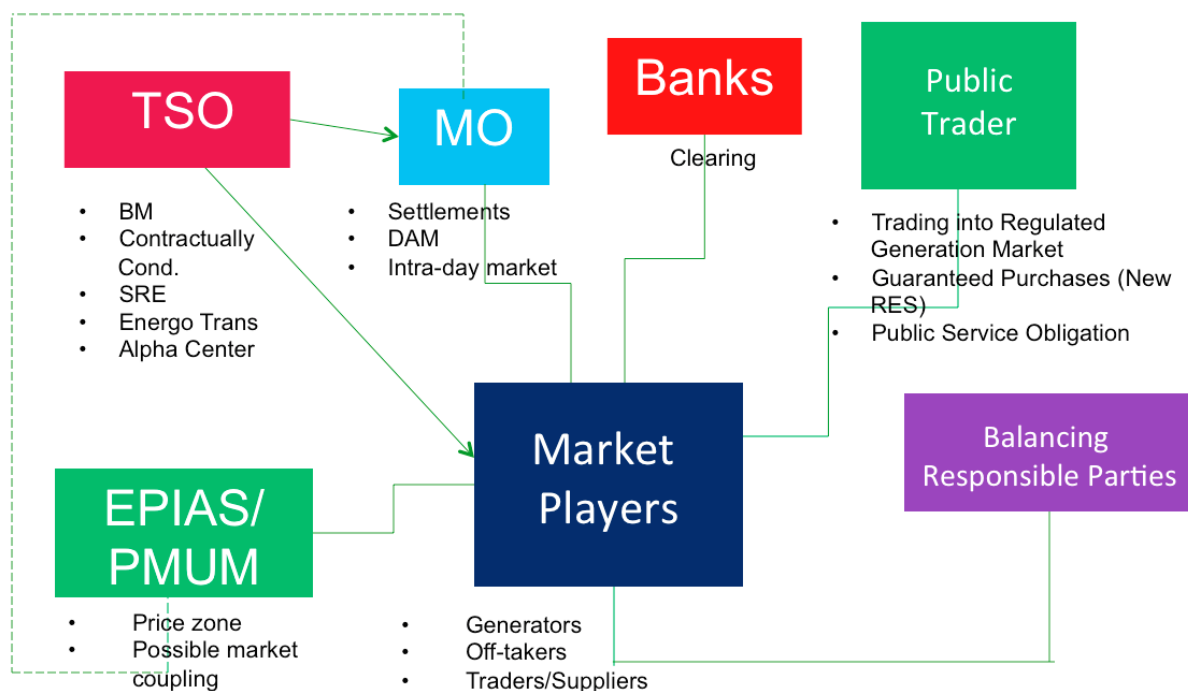 TSO
• BM
• Contractually
Cond.
• SRE
• Energo Trans
• Alpha Center
MO
• Settlements
• DAM
• Intra-day market
Banks
Clearing
Public
Trader
• Trading into Regulated
Generation Market
• Guaranteed Purchases (New
RES)
• Public Service Obligation
Market
Players
• Generators
• Off-takers
• Traders/Suppliers
Balancing
Responsible Parties
EPIAS/
PMUM
• Price zone
• Possible market
coupling